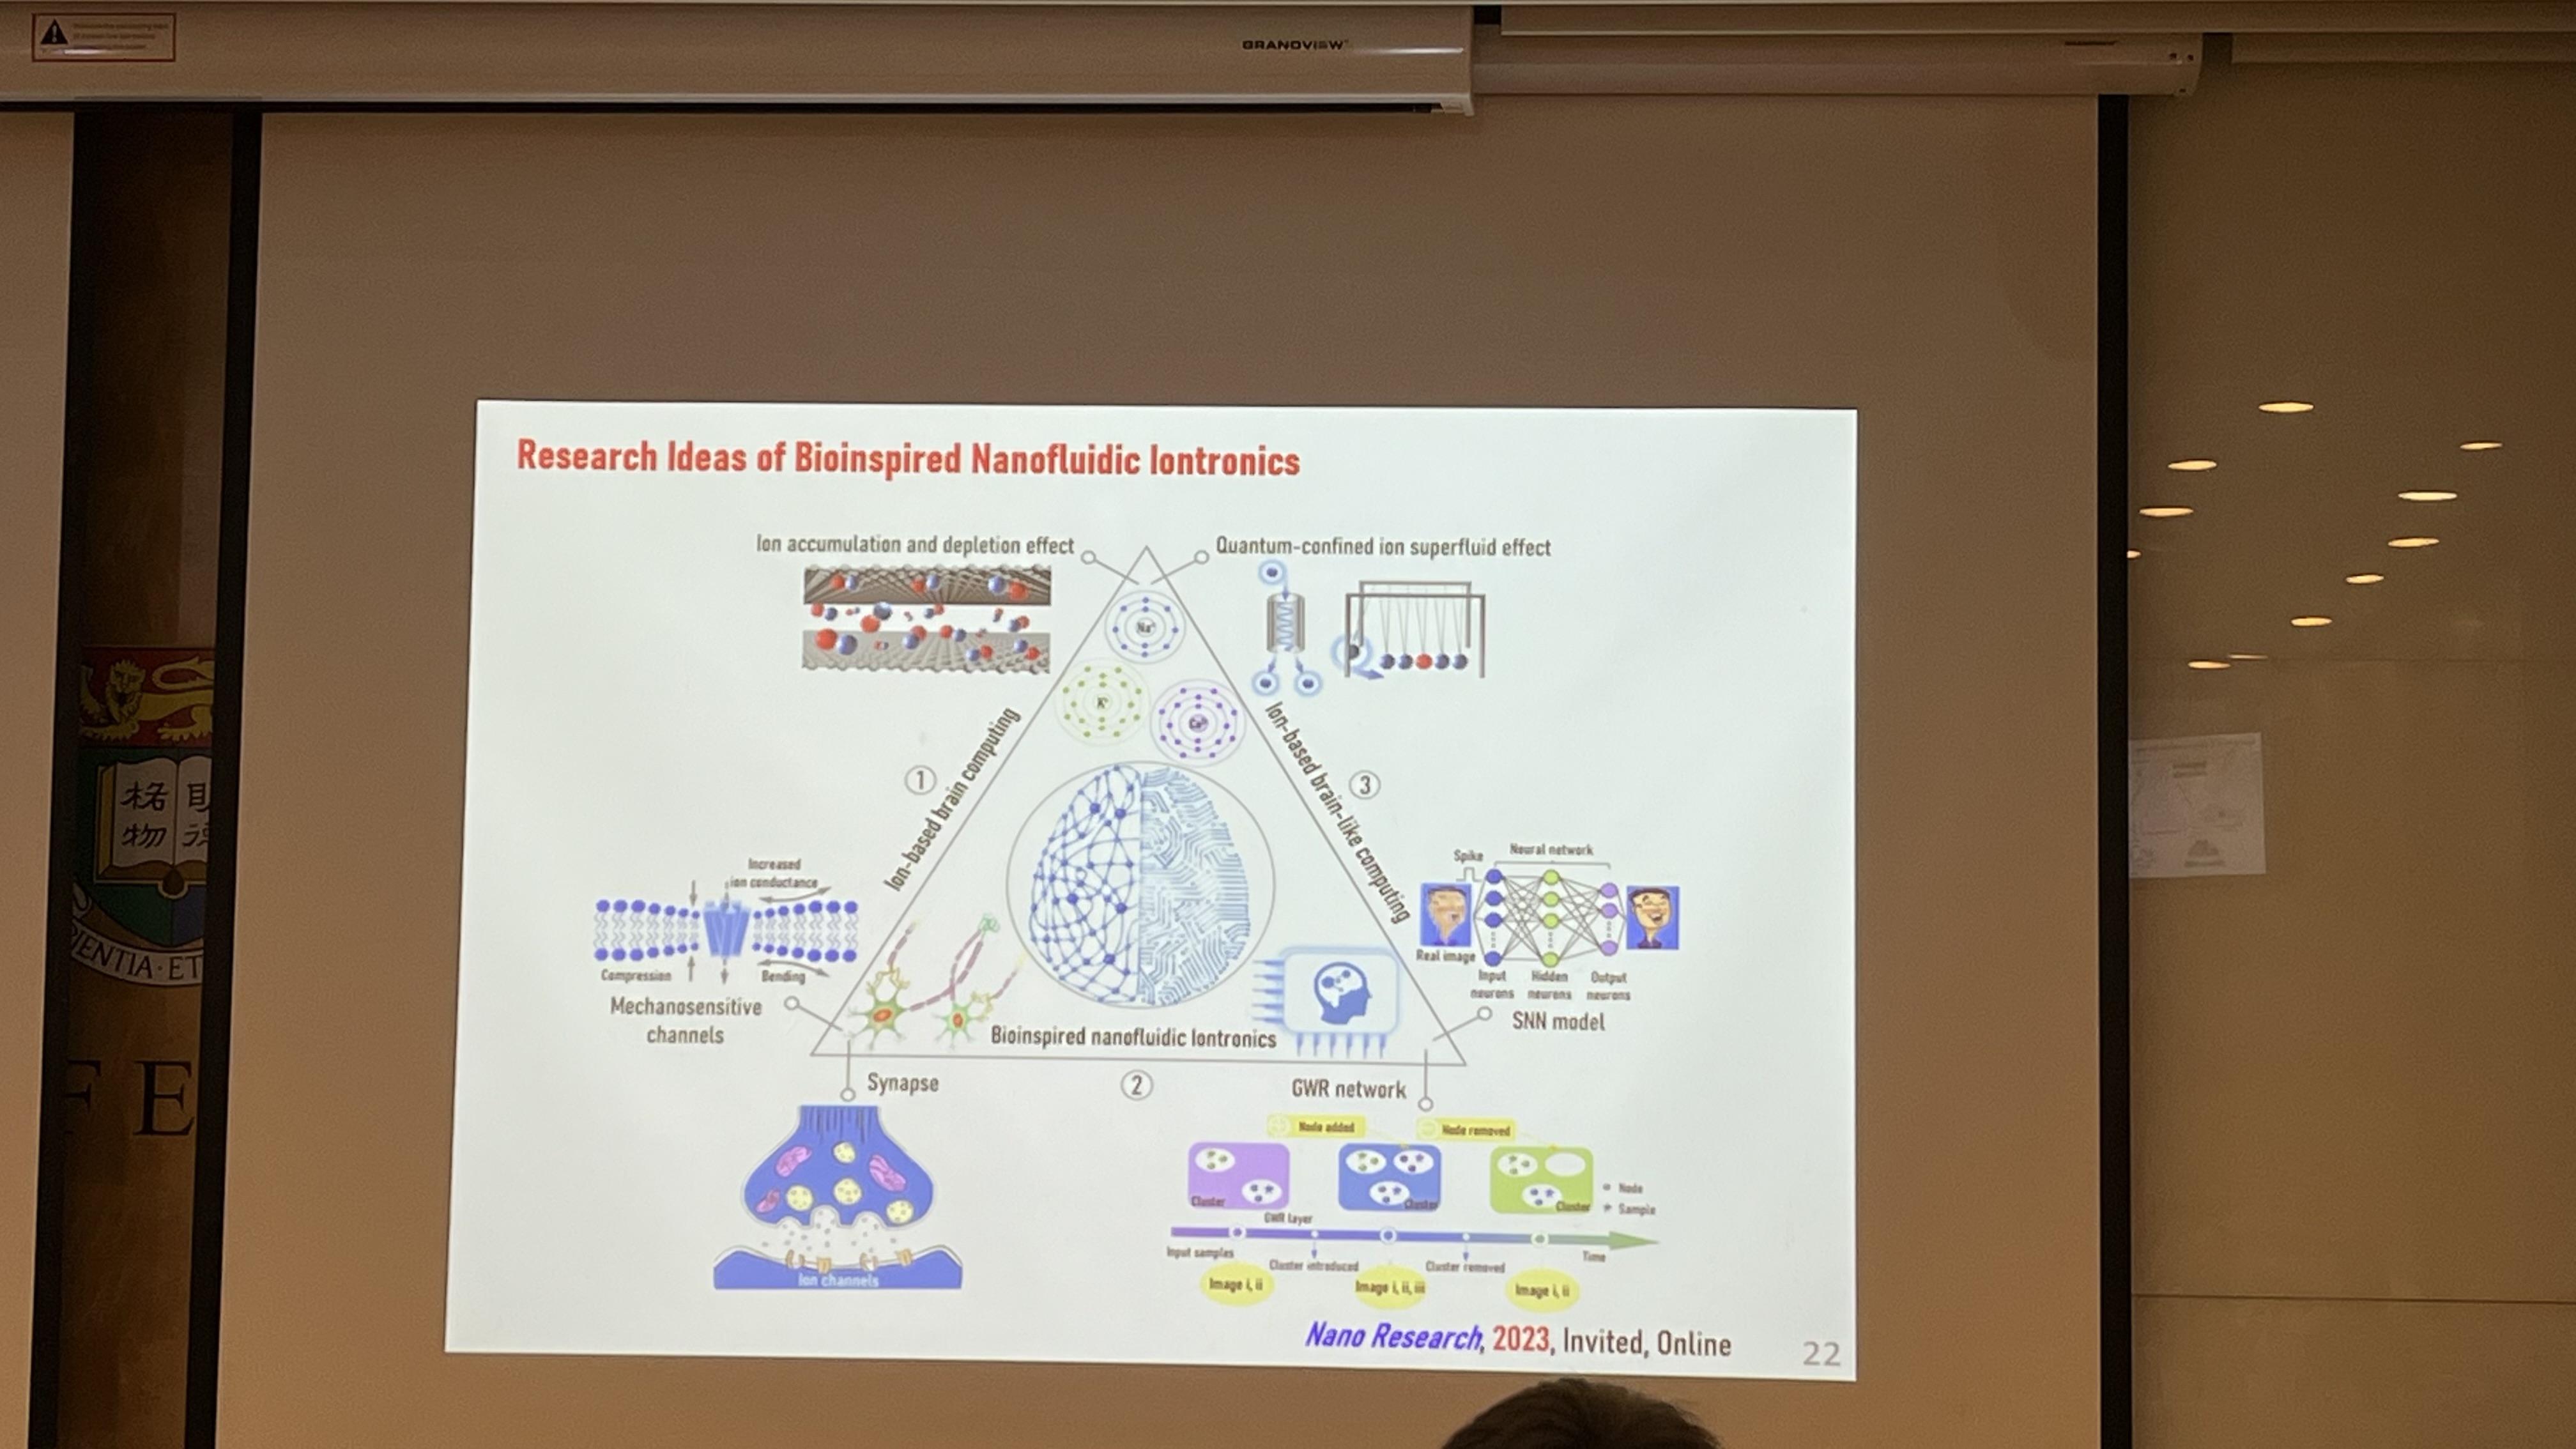 GRANDVIEW
Research Ideas of Bioinspired Nanofluidic Iontronics
Ion accumulation and depletion effect
Quantum-confined ion superfluid effect
Na⁺
K⁺
Ca²⁺
① Ion-based brain computing
③ Ion-based brain-like computing
Increased
ion conductance
Compression
Bending
Mechanosensitive
channels
Spike
Neural network
Real image
Input
neurons
Hidden
neurons
Output
neurons
SNN model
Bioinspired nanofluidic Iontronics
Synapse
②
GWR network
Ion channels
Node added
Node removed
Cluster
Cluster
Cluster
Node
Sample
GWR layer
Input samples
Cluster introduced
Cluster removed
Time
Image i, ii
Image i, ii, iii
Image i, ii
Nano Research, 2023, Invited, Online
22
格
物
F E